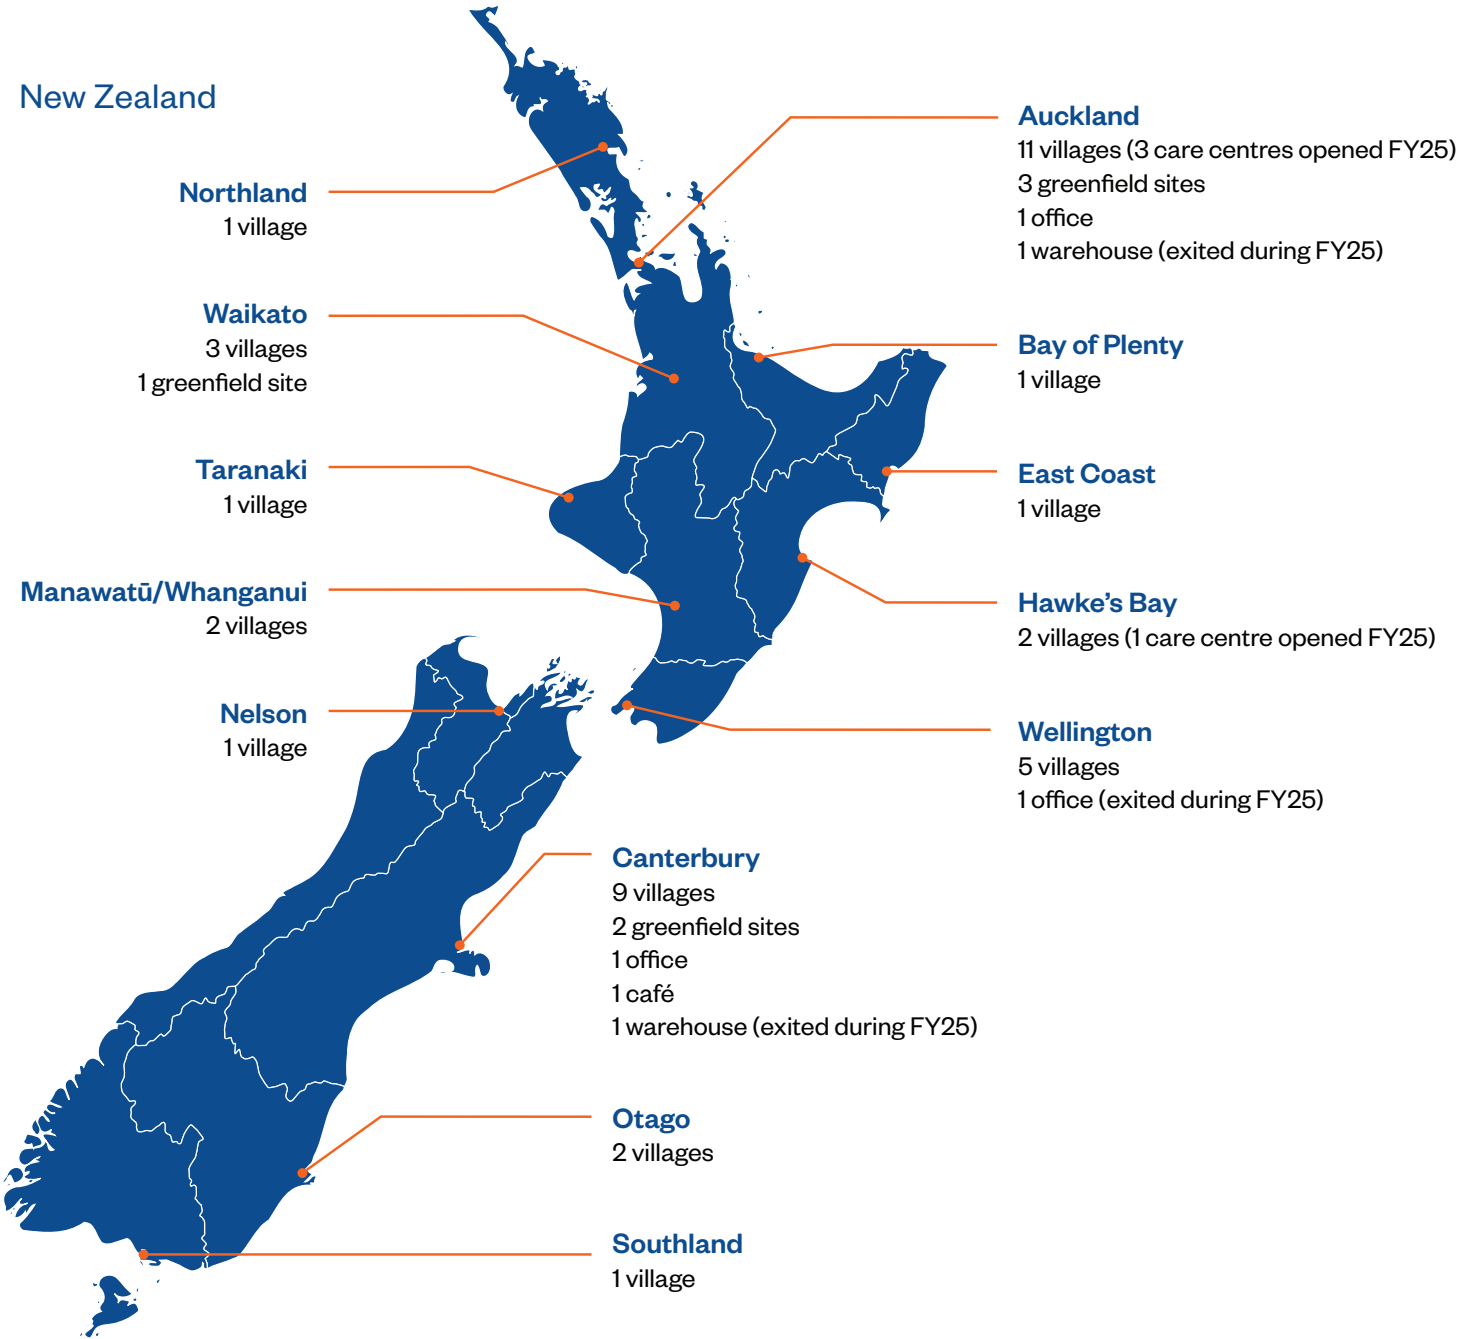 New Zealand
Northland
1 village
Waikato
3 villages
1 greenfield site
Taranaki
1 village
Manawatū/Whanganui
2 villages
Nelson
1 village
Auckland
11 villages (3 care centres opened FY25)
3 greenfield sites
1 office
1 warehouse (exited during FY25)
Bay of Plenty
1 village
East Coast
1 village
Hawke’s Bay
2 villages (1 care centre opened FY25)
Wellington
5 villages
1 office (exited during FY25)
Canterbury
9 villages
2 greenfield sites
1 office
1 café
1 warehouse (exited during FY25)
Otago
2 villages
Southland
1 village